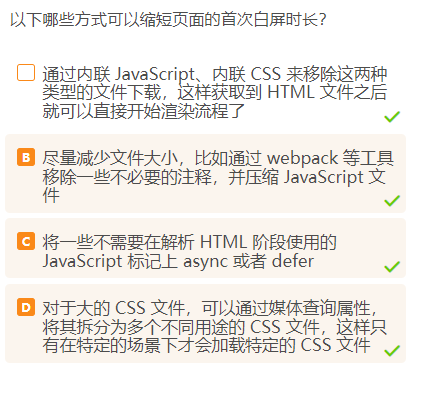 以下哪些方式可以缩短页面的首次白屏时长？
通过内联 JavaScript、内联 CSS 来移除这两种
类型的文件下载，这样获取到 HTML 文件之后
就可以直接开始渲染流程了
B 尽量减少文件大小，比如通过 webpack 等工具
移除一些不必要的注释，并压缩 JavaScript 文
件
C 将一些不需要在解析 HTML 阶段使用的
JavaScript 标记上 async 或者 defer
D 对于大的 CSS 文件，可以通过媒体查询属性，
将其拆分为多个不同用途的 CSS 文件，这样只
有在特定的场景下才会加载特定的 CSS 文件